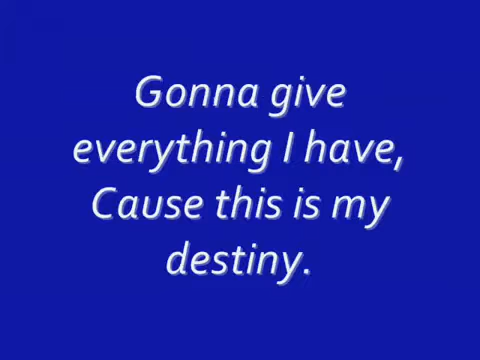 Gonna give
everything I have,
Cause this is my
destiny.